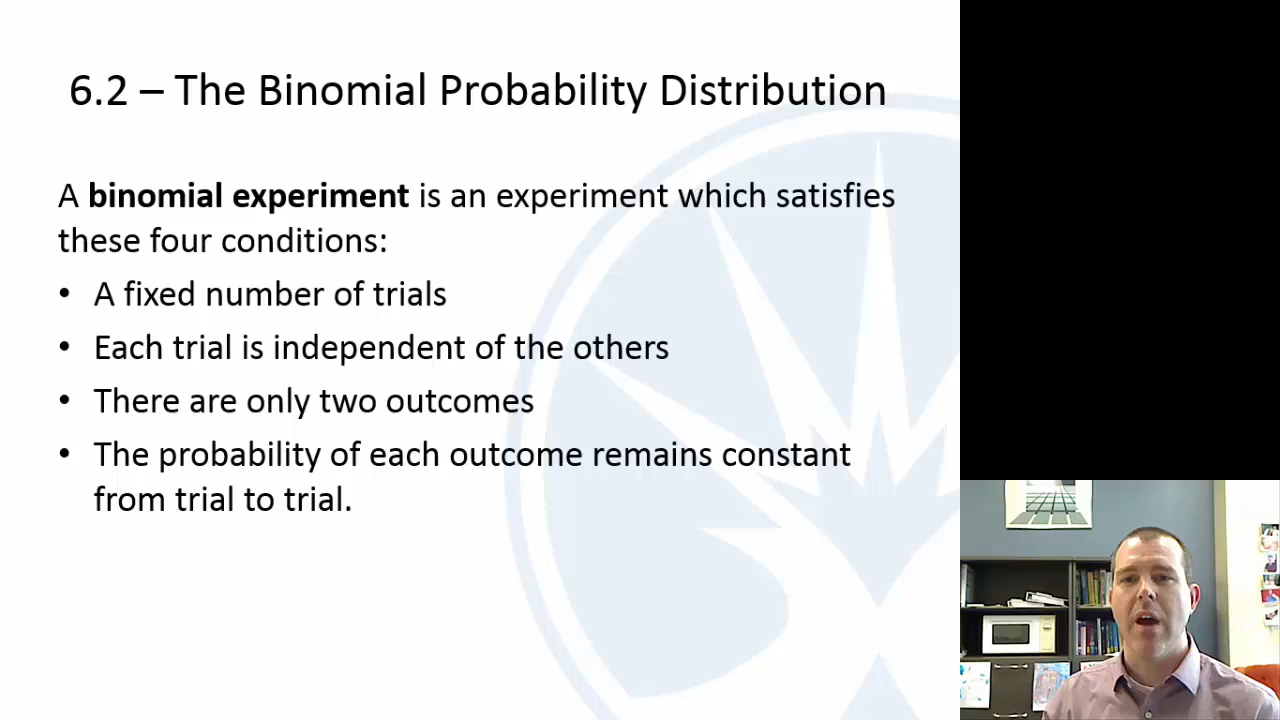 6.2 – The Binomial Probability Distribution
A binomial experiment is an experiment which satisfies
these four conditions:
• A fixed number of trials
• Each trial is independent of the others
• There are only two outcomes
• The probability of each outcome remains constant
from trial to trial.